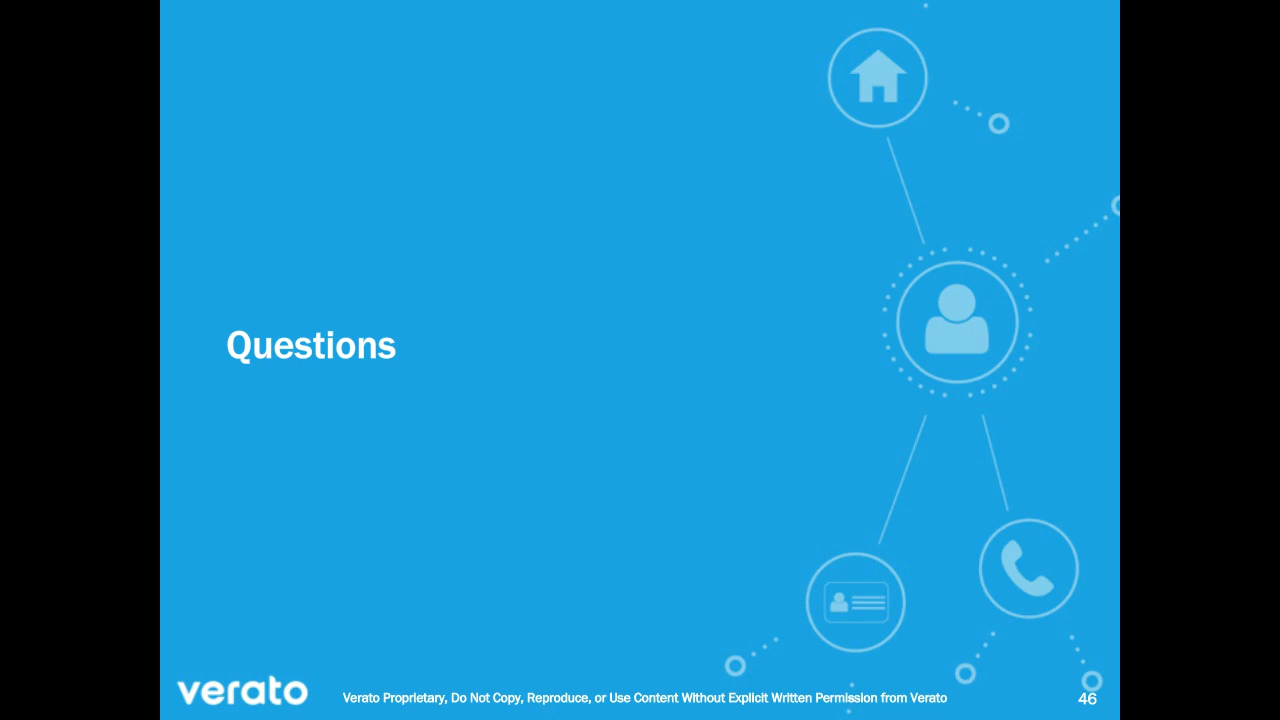 Questions
verato
Verato Proprietary, Do Not Copy, Reproduce, or Use Content Without Explicit Written Permission from Verato
46